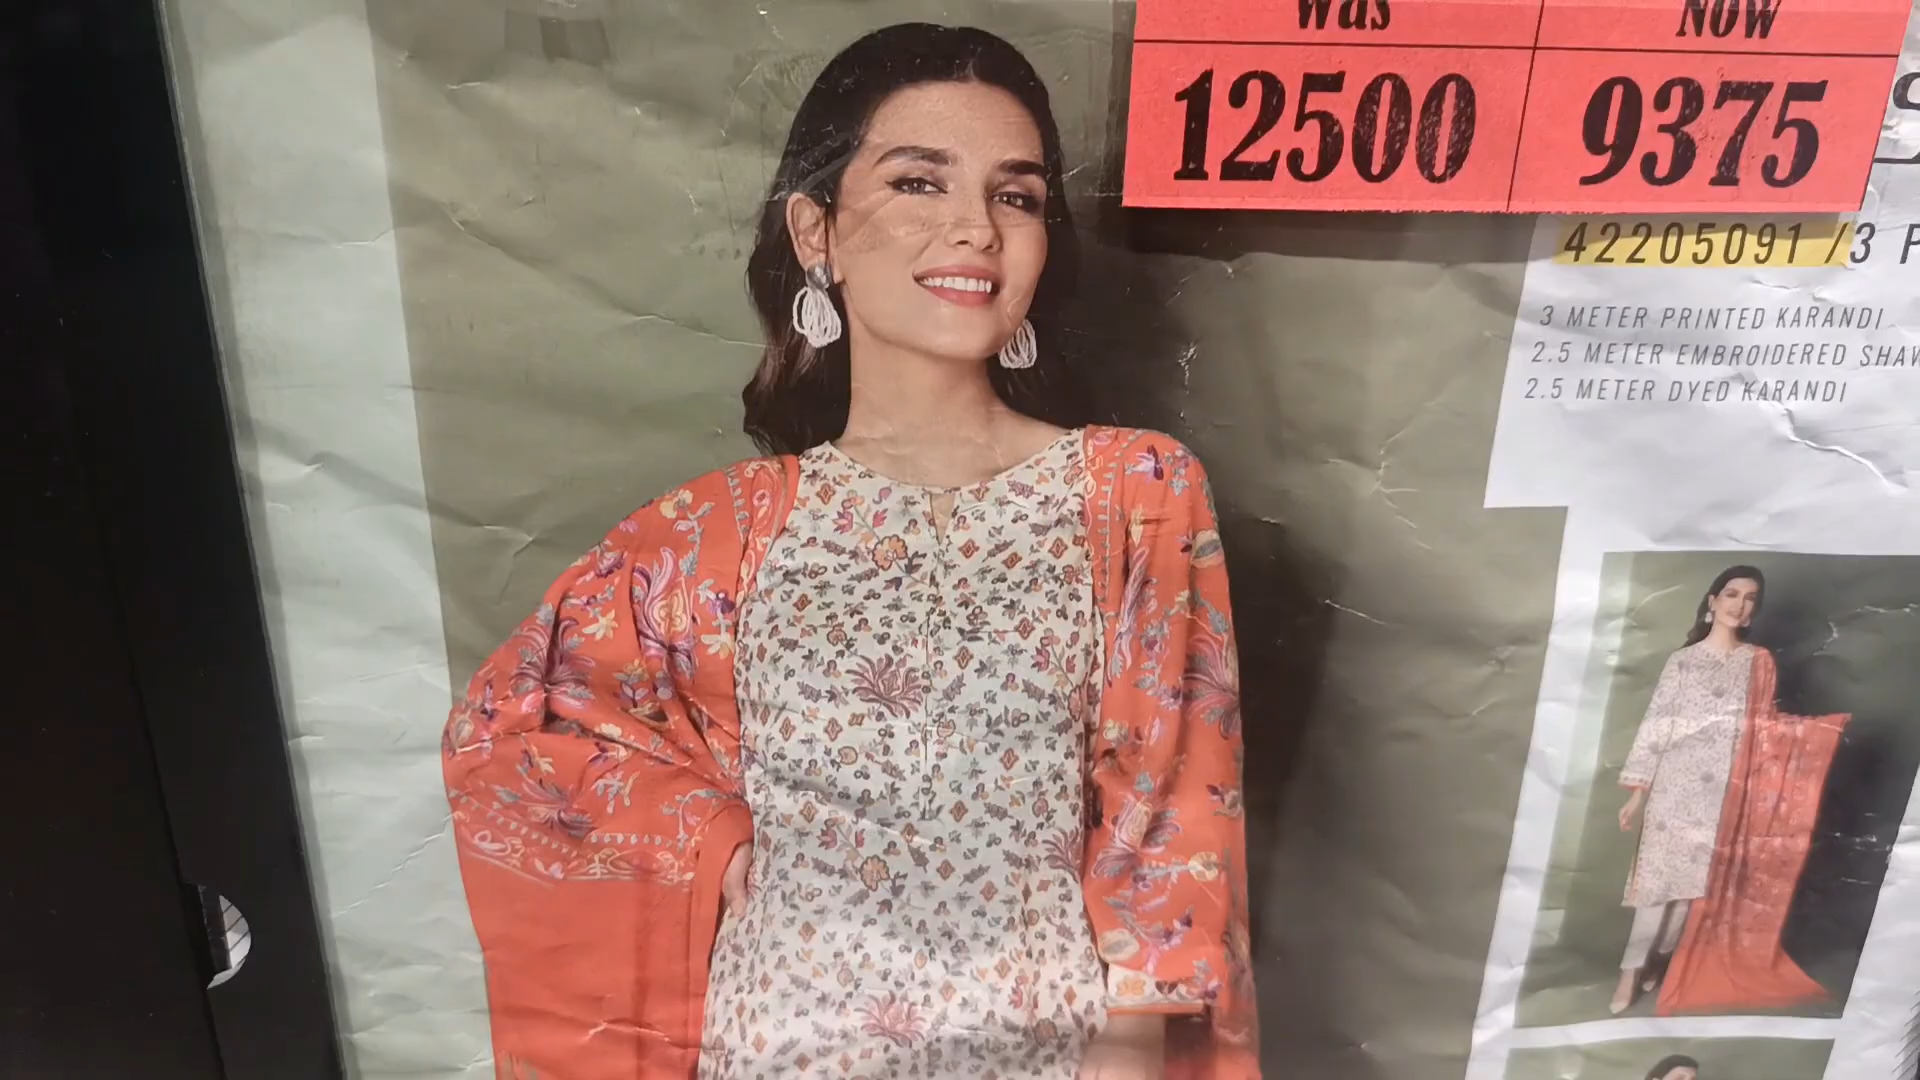 Was Now
12500 9375
42205091 /3 P
3 METER PRINTED KARANDI
2.5 METER EMBROIDERED
2.5 METER DYED KARANDI